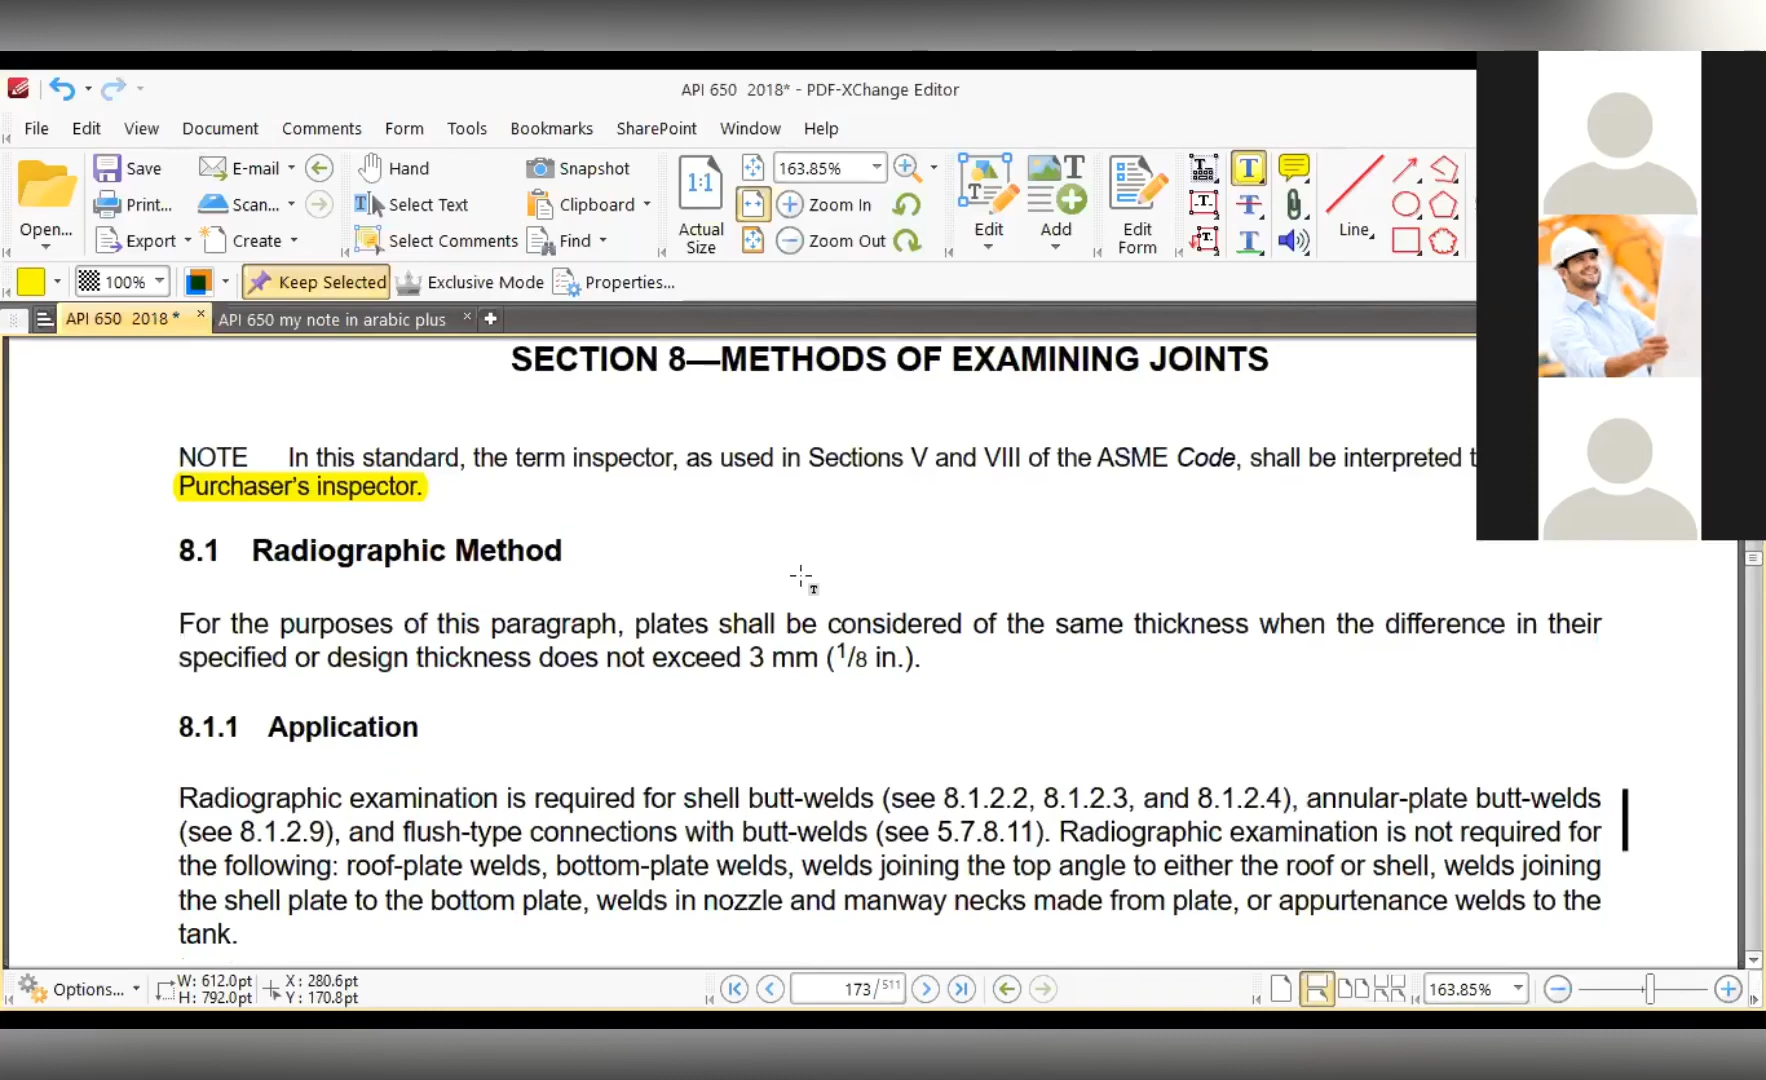 API 650 2018* - PDF-XChange Editor
File Edit View Document Comments Form Tools Bookmarks SharePoint Window Help
Open...
Save
Print...
Export
E-mail
Scan...
Create
Hand
Select Text
Select Comments
Snapshot
Clipboard
Find
1:1
Actual
Size
163.85%
Zoom In
Zoom Out
Edit
Add
Edit
Form
Line
100% Keep Selected Exclusive Mode Properties...
API 650 2018 * API 650 my note in arabic plus
SECTION 8—METHODS OF EXAMINING JOINTS
NOTE In this standard, the term inspector, as used in Sections V and VIII of the ASME Code, shall be interpreted t
Purchaser's inspector.
8.1 Radiographic Method
For the purposes of this paragraph, plates shall be considered of the same thickness when the difference in their
specified or design thickness does not exceed 3 mm (1/8 in.).
8.1.1 Application
Radiographic examination is required for shell butt-welds (see 8.1.2.2, 8.1.2.3, and 8.1.2.4), annular-plate butt-welds
(see 8.1.2.9), and flush-type connections with butt-welds (see 5.7.8.11). Radiographic examination is not required for
the following: roof-plate welds, bottom-plate welds, welds joining the top angle to either the roof or shell, welds joining
the shell plate to the bottom plate, welds in nozzle and manway necks made from plate, or appurtenance welds to the
tank.
Options...
W: 612.0pt
H: 792.0pt
X: 280.6pt
Y: 170.8pt
173/511
163.85%